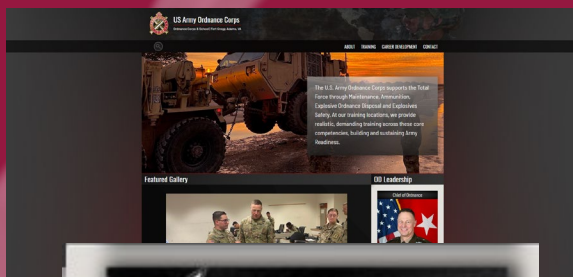 US Army Ordnance Corps
ABOUT TRAINING CAREER DEVELOPMENT CONTACT
The U.S. Army Ordnance Corps supports the Total
Force through Maintenance, Ammunition,
Explosive Ordnance Disposal and Explosives
Safety. At our training locations, we provide
realistic, demanding training across these core
competencies, building and sustaining Army
Readiness.
Featured Gallery
OD Leadership
Chief of Ordnance